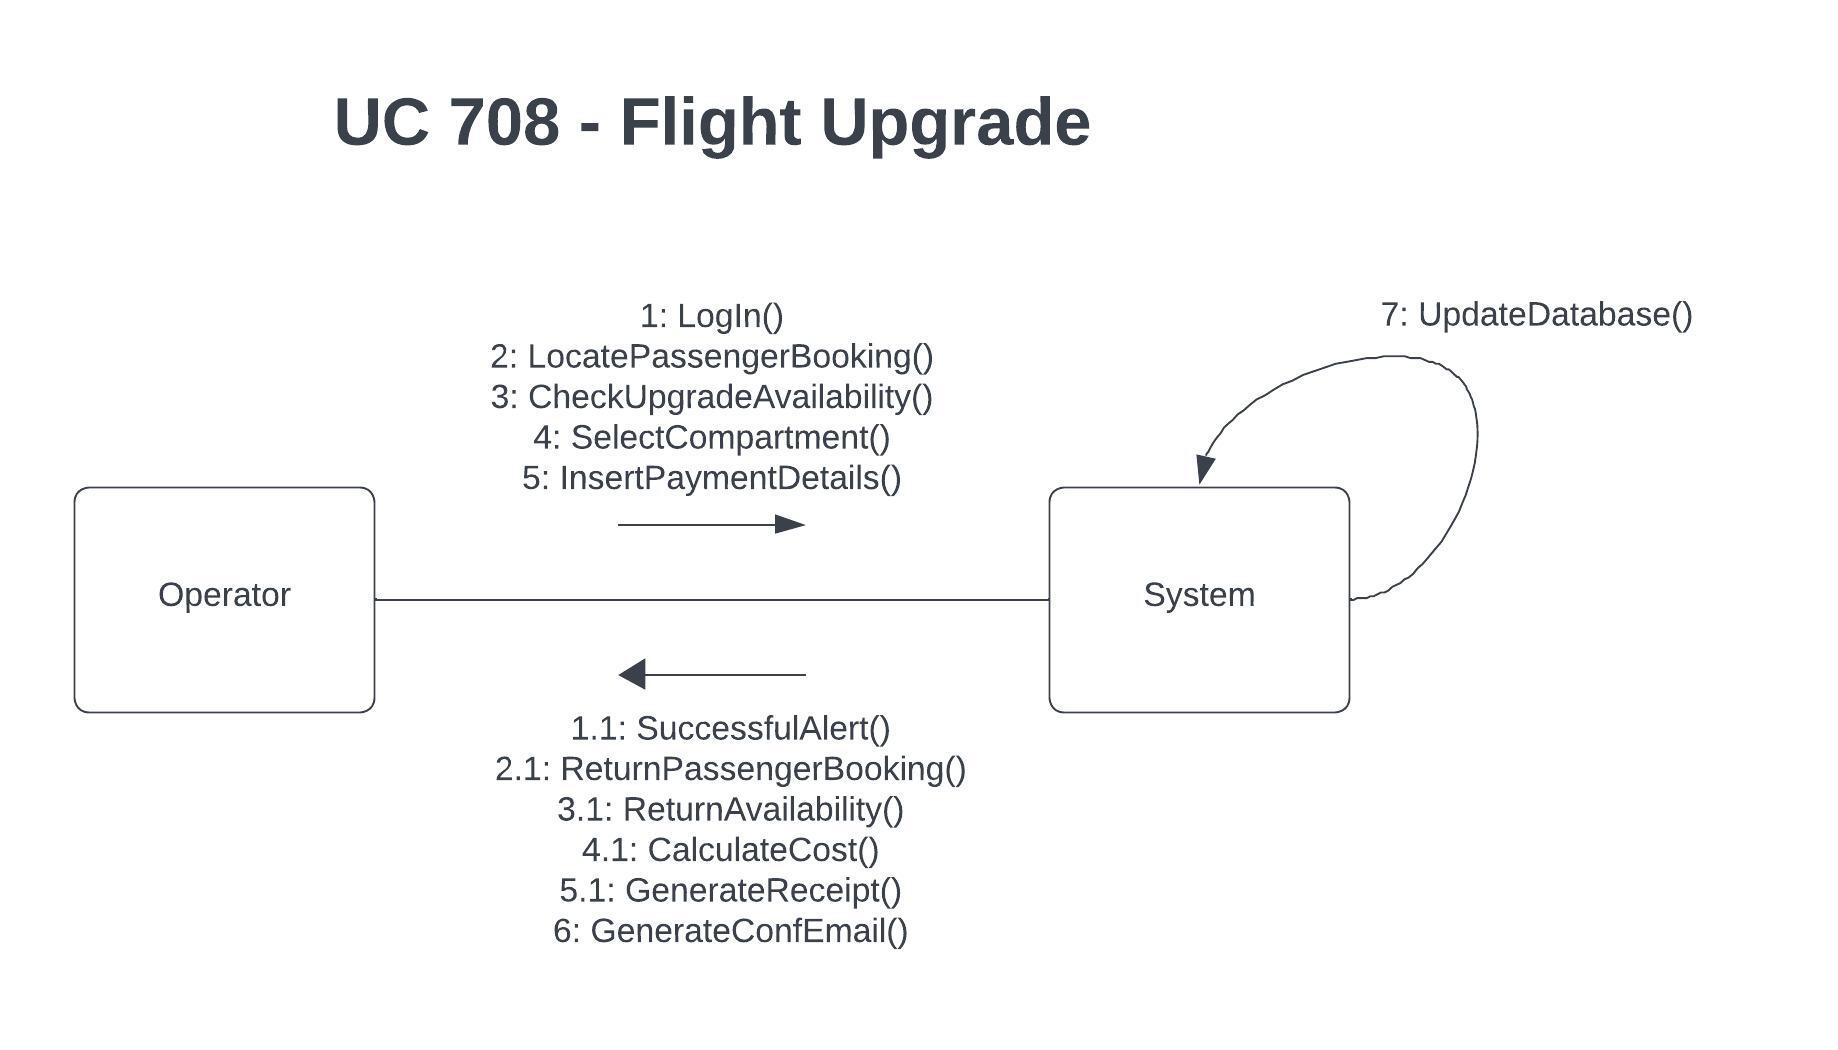 UC 708 - Flight Upgrade
1: LogIn()
2: LocatePassengerBooking()
3: CheckUpgradeAvailability()
4: SelectCompartment()
5: InsertPaymentDetails()
7: UpdateDatabase()
Operator
System
1.1: SuccessfulAlert()
2.1: ReturnPassengerBooking()
3.1: ReturnAvailability()
4.1: CalculateCost()
5.1: GenerateReceipt()
6: GenerateConfEmail()